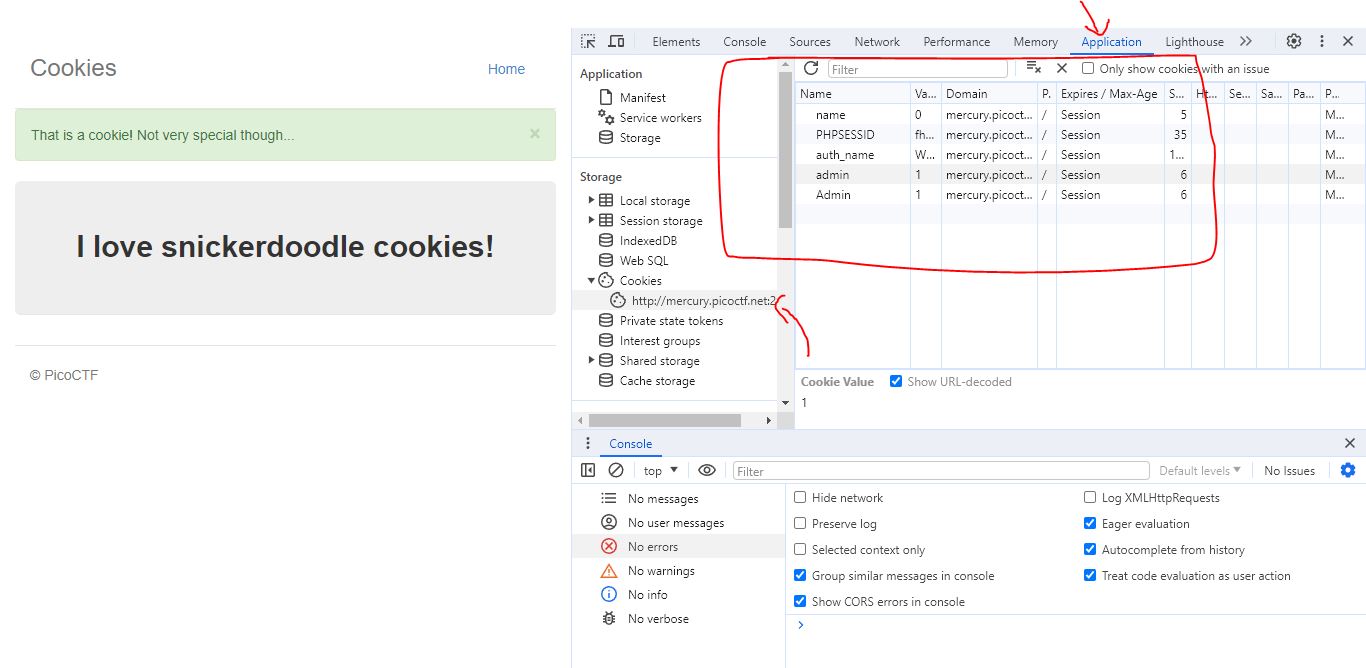 Cookies
Home
That is a cookie! Not very special though...
×
I love snickerdoodle cookies!
© PicoCTF
Elements Console Sources Network Performance Memory Application Lighthouse
Application
Manifest
Service workers
Storage
Storage
Local storage
Session storage
IndexedDB
Web SQL
Cookies
http://mercury.picoctf.net:2
Private state tokens
Interest groups
Shared storage
Cache storage
Filter
Only show cookies with an issue
Name Va... Domain P. Expires / Max-Age S... Ht... Se... Sa... Pa... P...
name 0 mercury.picoct... / Session 5 M...
PHPSESSID fh... mercury.picoct... / Session 35 M...
auth_name W... mercury.picoct... / Session 1... M...
admin 1 mercury.picoct... / Session 6 M...
Admin 1 mercury.picoct... / Session 6 M...
Cookie Value Show URL-decoded
1
Console
top Filter Default levels No Issues
No messages
No user messages
No errors
No warnings
No info
No verbose
Hide network
Preserve log
Selected context only
Group similar messages in console
Show CORS errors in console
Log XMLHttpRequests
Eager evaluation
Autocomplete from history
Treat code evaluation as user action